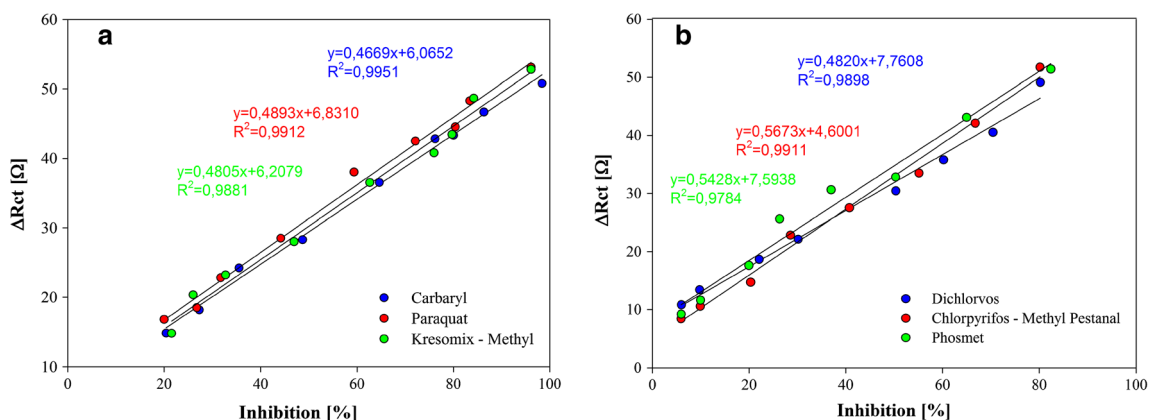 a
y=0,4669x+6,0652
R²=0,9951
y=0,4893x+6,8310
R²=0,9912
y=0,4805x+6,2079
R²=0,9881
Carbaryl
Paraquat
Kresomix - Methyl
ΔRct [Ω]
60
50
40
30
20
10
0 20 40 60 80 100
Inhibition [%]
b
y=0,4820x+7,7608
R²=0,9898
y=0,5673x+4,6001
R²=0,9911
y=0,5428x+7,5938
R²=0,9784
Dichlorvos
Chlorpyrifos - Methyl Pestanal
Phosmet
ΔRct [Ω]
60
50
40
30
20
10
0
0 20 40 60 80 100
Inhibition [%]